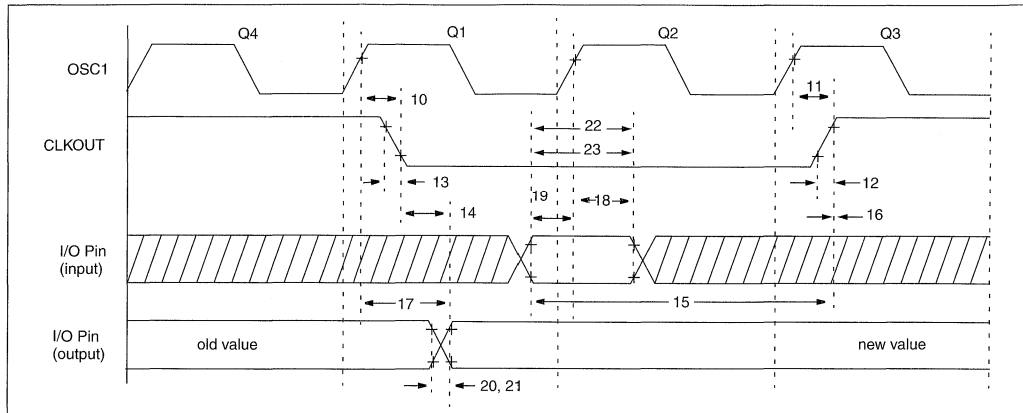 Q4 Q1 Q2 Q3
OSC1
10 11
22
CLKOUT
23
13 19 18 12
14 16
I/O Pin
(input)
17 15
I/O Pin
(output)
old value new value
20, 21